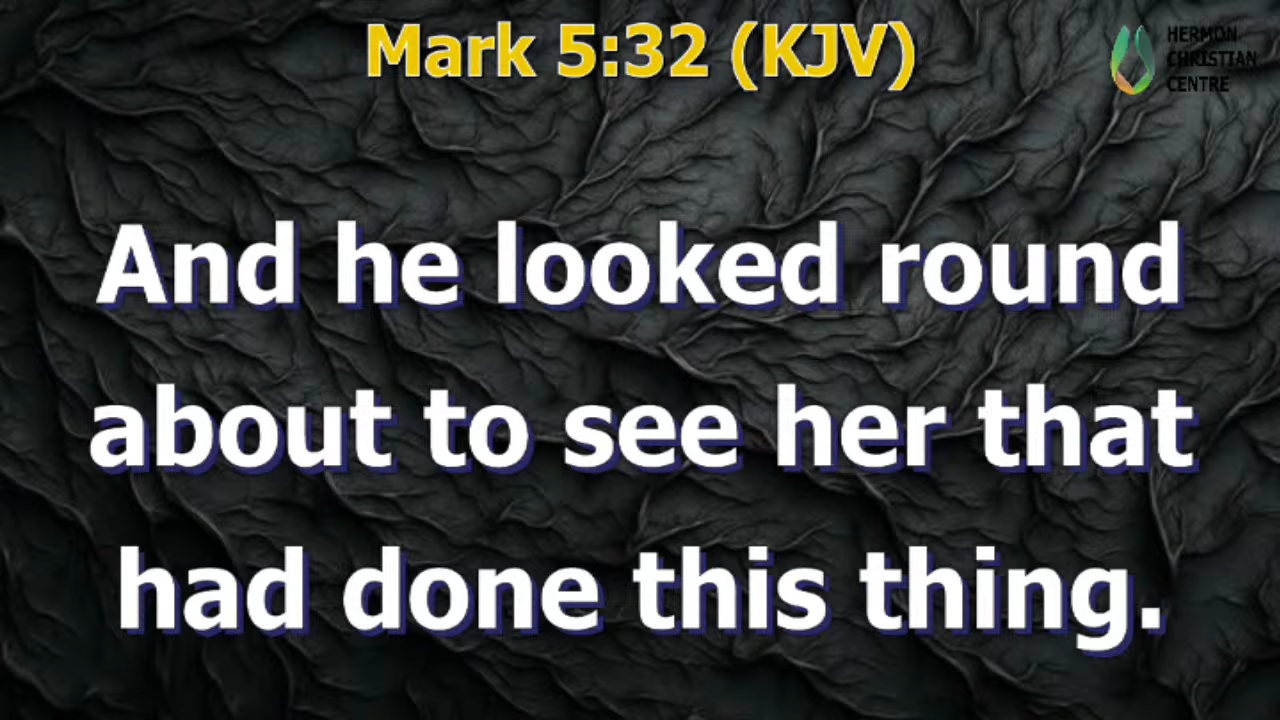 Mark 5:32 (KJV)
HERMON
CHRISTIAN
CENTRE
And he looked round
about to see her that
had done this thing.